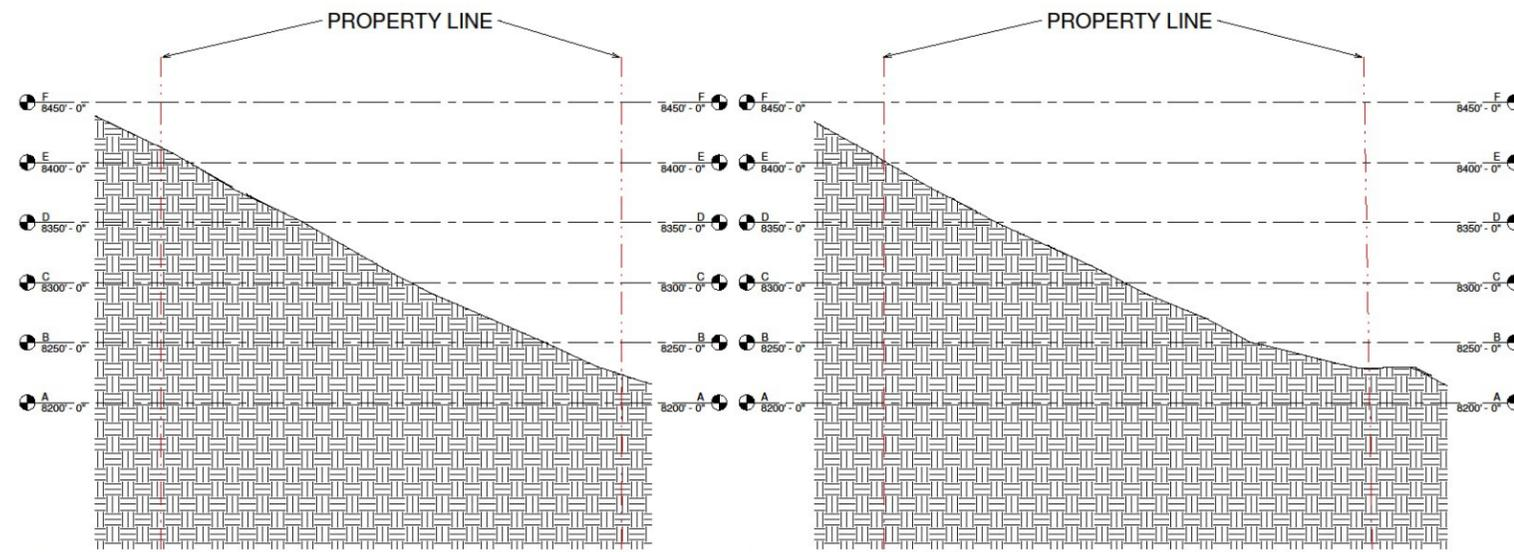 PROPERTY LINE
PROPERTY LINE
F
8450' - 0"
F
8450' - 0"
F
8450' - 0"
F
8450' - 0"
E
8400' - 0"
E
8400' - 0"
E
8400' - 0"
E
8400' - 0"
D
8350' - 0"
D
8350' - 0"
D
8350' - 0"
D
8350' - 0"
C
8300' - 0"
C
8300' - 0"
C
8300' - 0"
C
8300' - 0"
B
8250' - 0"
B
8250' - 0"
B
8250' - 0"
B
8250' - 0"
A
8200' - 0"
A
8200' - 0"
A
8200' - 0"
A
8200' - 0"